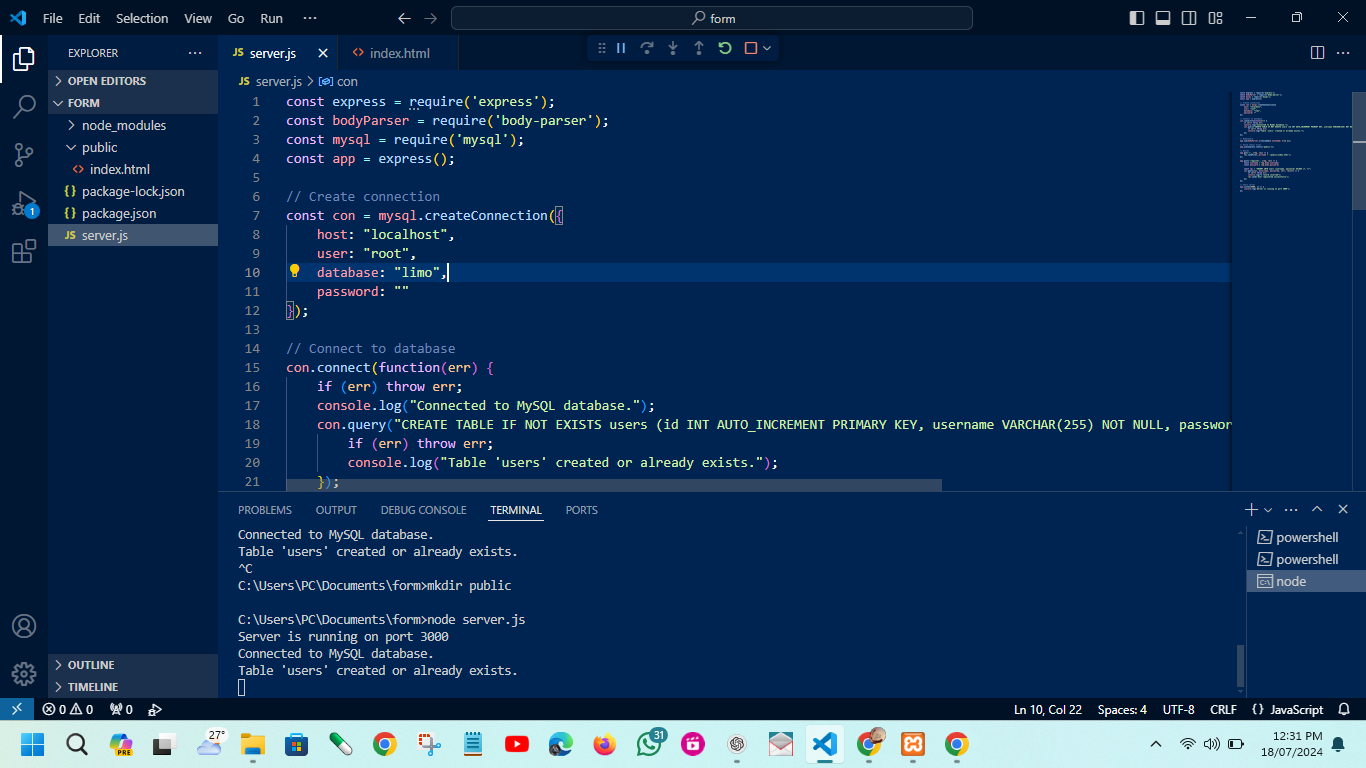 File Edit Selection View Go Run ···
form
EXPLORER ···
OPEN EDITORS
FORM
node_modules
public
<> index.html
{} package-lock.json
{} package.json
JS server.js
OUTLINE
TIMELINE
1
JS server.js
<> index.html
JS server.js > con
1 const express = require('express');
2 const bodyParser = require('body-parser');
3 const mysql = require('mysql');
4 const app = express();
5
6 // Create connection
7 const con = mysql.createConnection({
8 host: "localhost",
9 user: "root",
10 database: "limo",
11 password: ""
12 });
13
14 // Connect to database
15 con.connect(function(err) {
16 if (err) throw err;
17 console.log("Connected to MySQL database.");
18 con.query("CREATE TABLE IF NOT EXISTS users (id INT AUTO_INCREMENT PRIMARY KEY, username VARCHAR(255) NOT NULL, passwor
19 if (err) throw err;
20 console.log("Table 'users' created or already exists.");
21 });
PROBLEMS OUTPUT DEBUG CONSOLE TERMINAL PORTS
Connected to MySQL database.
Table 'users' created or already exists.
^C
C:\Users\PC\Documents\form>mkdir public
C:\Users\PC\Documents\form>node server.js
Server is running on port 3000
Connected to MySQL database.
Table 'users' created or already exists.
powershell
powershell
node
0 0 0
Ln 10, Col 22 Spaces: 4 UTF-8 CRLF {} JavaScript
PRE
27°
31
12:31 PM
18/07/2024